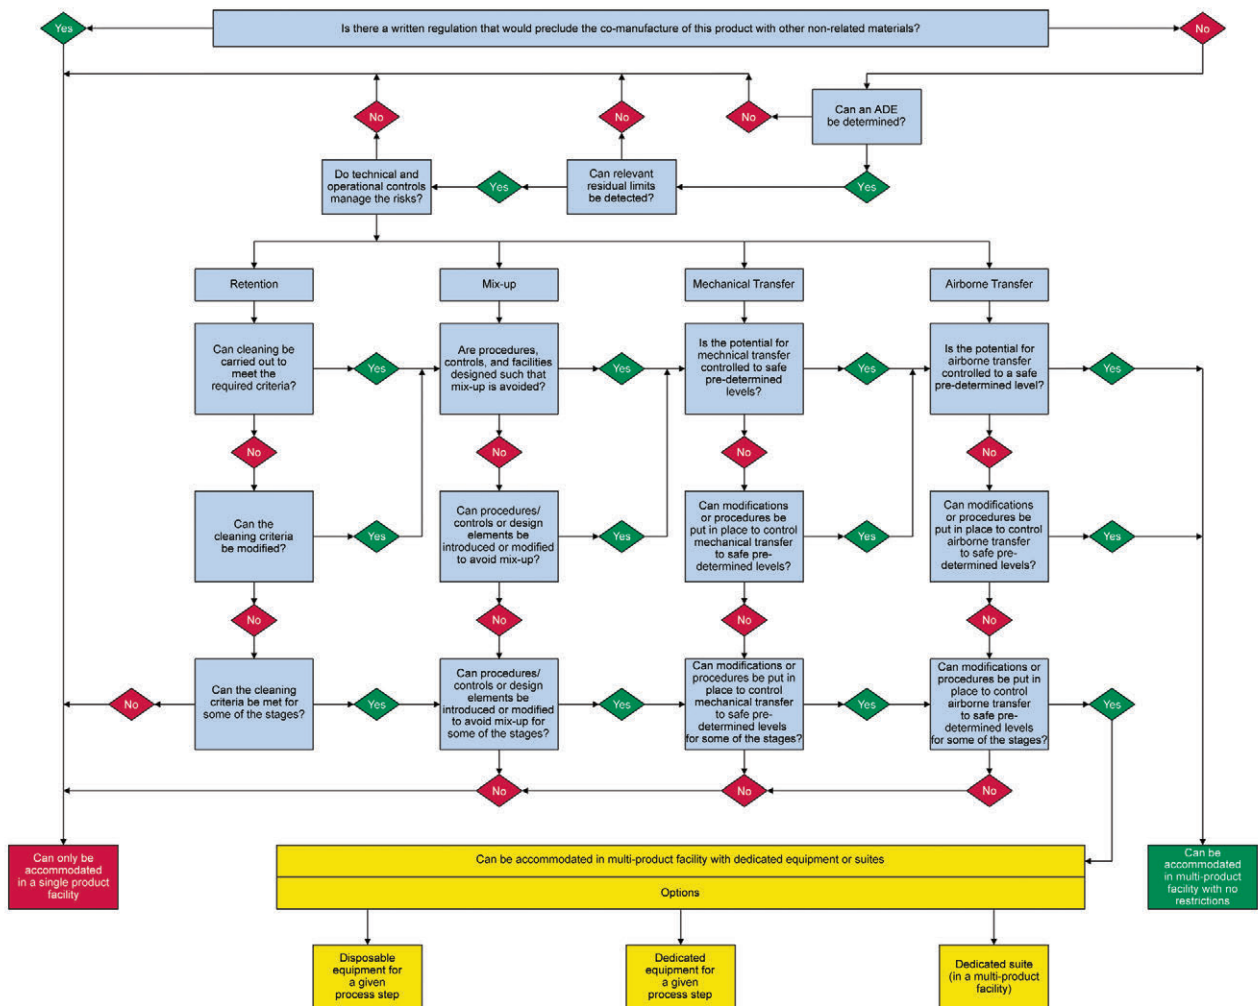 Yes
Is there a written regulation that would preclude the co-manufacture of this product with other non-related materials?
No
No
No
No
Can an ADE
be determined?
Do technical and
operational controls
manage the risks?
Yes
Can relevant
residual limits
be detected?
Yes
Retention
Mix-up
Mechanical Transfer
Airborne Transfer
Can cleaning be
carried out to
meet the
required criteria?
Yes
Are procedures,
controls, and facilities
designed such that
mix-up is avoided?
Yes
Is the potential for
mechnical transfer
controlled to safe
pre-determined
levels?
Yes
Is the potential for
airborne transfer
controlled to a safe
pre-determined level?
Yes
No
No
No
No
Can the
cleaning criteria
be modified?
Yes
Can procedures/
controls or design
elements be
introduced or modified
to avoid mix-up?
Yes
Can modifications
or procedures be
put in place to control
mechanical transfer
to safe pre-
determined levels?
Yes
Can modifications
or procedures be
put in place to control
airborne transfer
to safe pre-
determined levels?
Yes
No
No
No
No
No
Can the cleaning
criteria be met for
some of the stages?
Yes
Can procedures/
controls or design
elements be
introduced or modified
to avoid mix-up for
some of the stages?
Yes
Can modifications or
procedures be put in
place to control
mechanical transfer
to safe pre-
determined levels
for some of the stages?
Yes
Can modifications or
procedures be put in
place to control
airborne transfer
to safe pre-
determined levels
for some of the stages?
Yes
No
No
No
Can only be
accommodated
in a single product
facility
Can be accommodated in multi-product facility with dedicated equipment or suites
Options
Can be
accommodated
in multi-product
facility with no
restrictions
Disposable
equipment for
a given
process step
Dedicated
equipment for
a given
process step
Dedicated suite
(in a multi-product
facility)